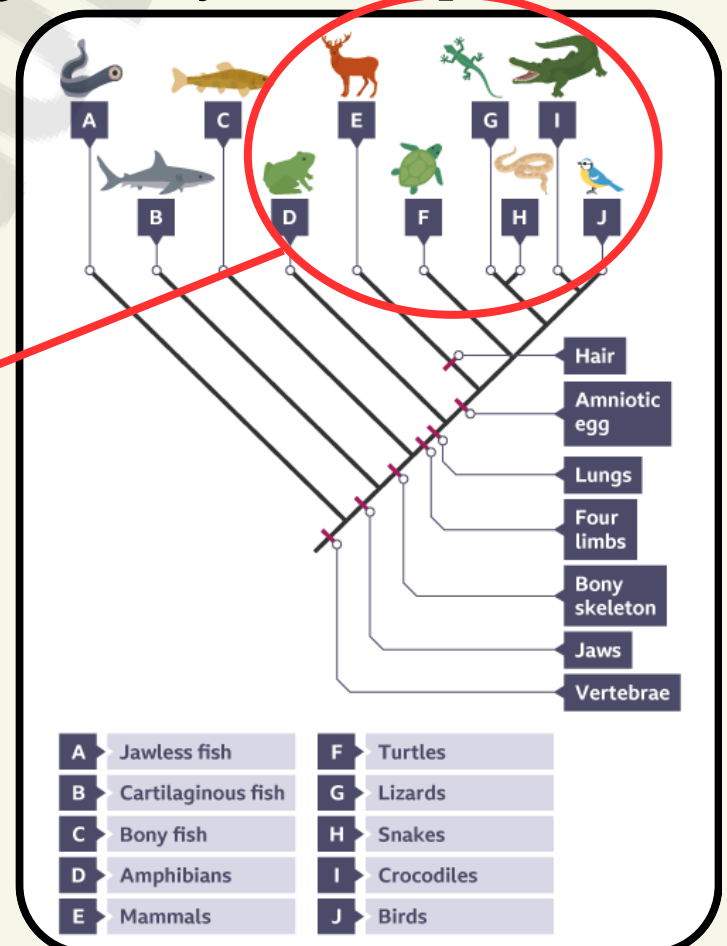 A
C
E
G
I
B
D
F
H
J
Hair
Amniotic
egg
Lungs
Four
limbs
Bony
skeleton
Jaws
Vertebrae
A Jawless fish
B Cartilaginous fish
C Bony fish
D Amphibians
E Mammals
F Turtles
G Lizards
H Snakes
I Crocodiles
J Birds